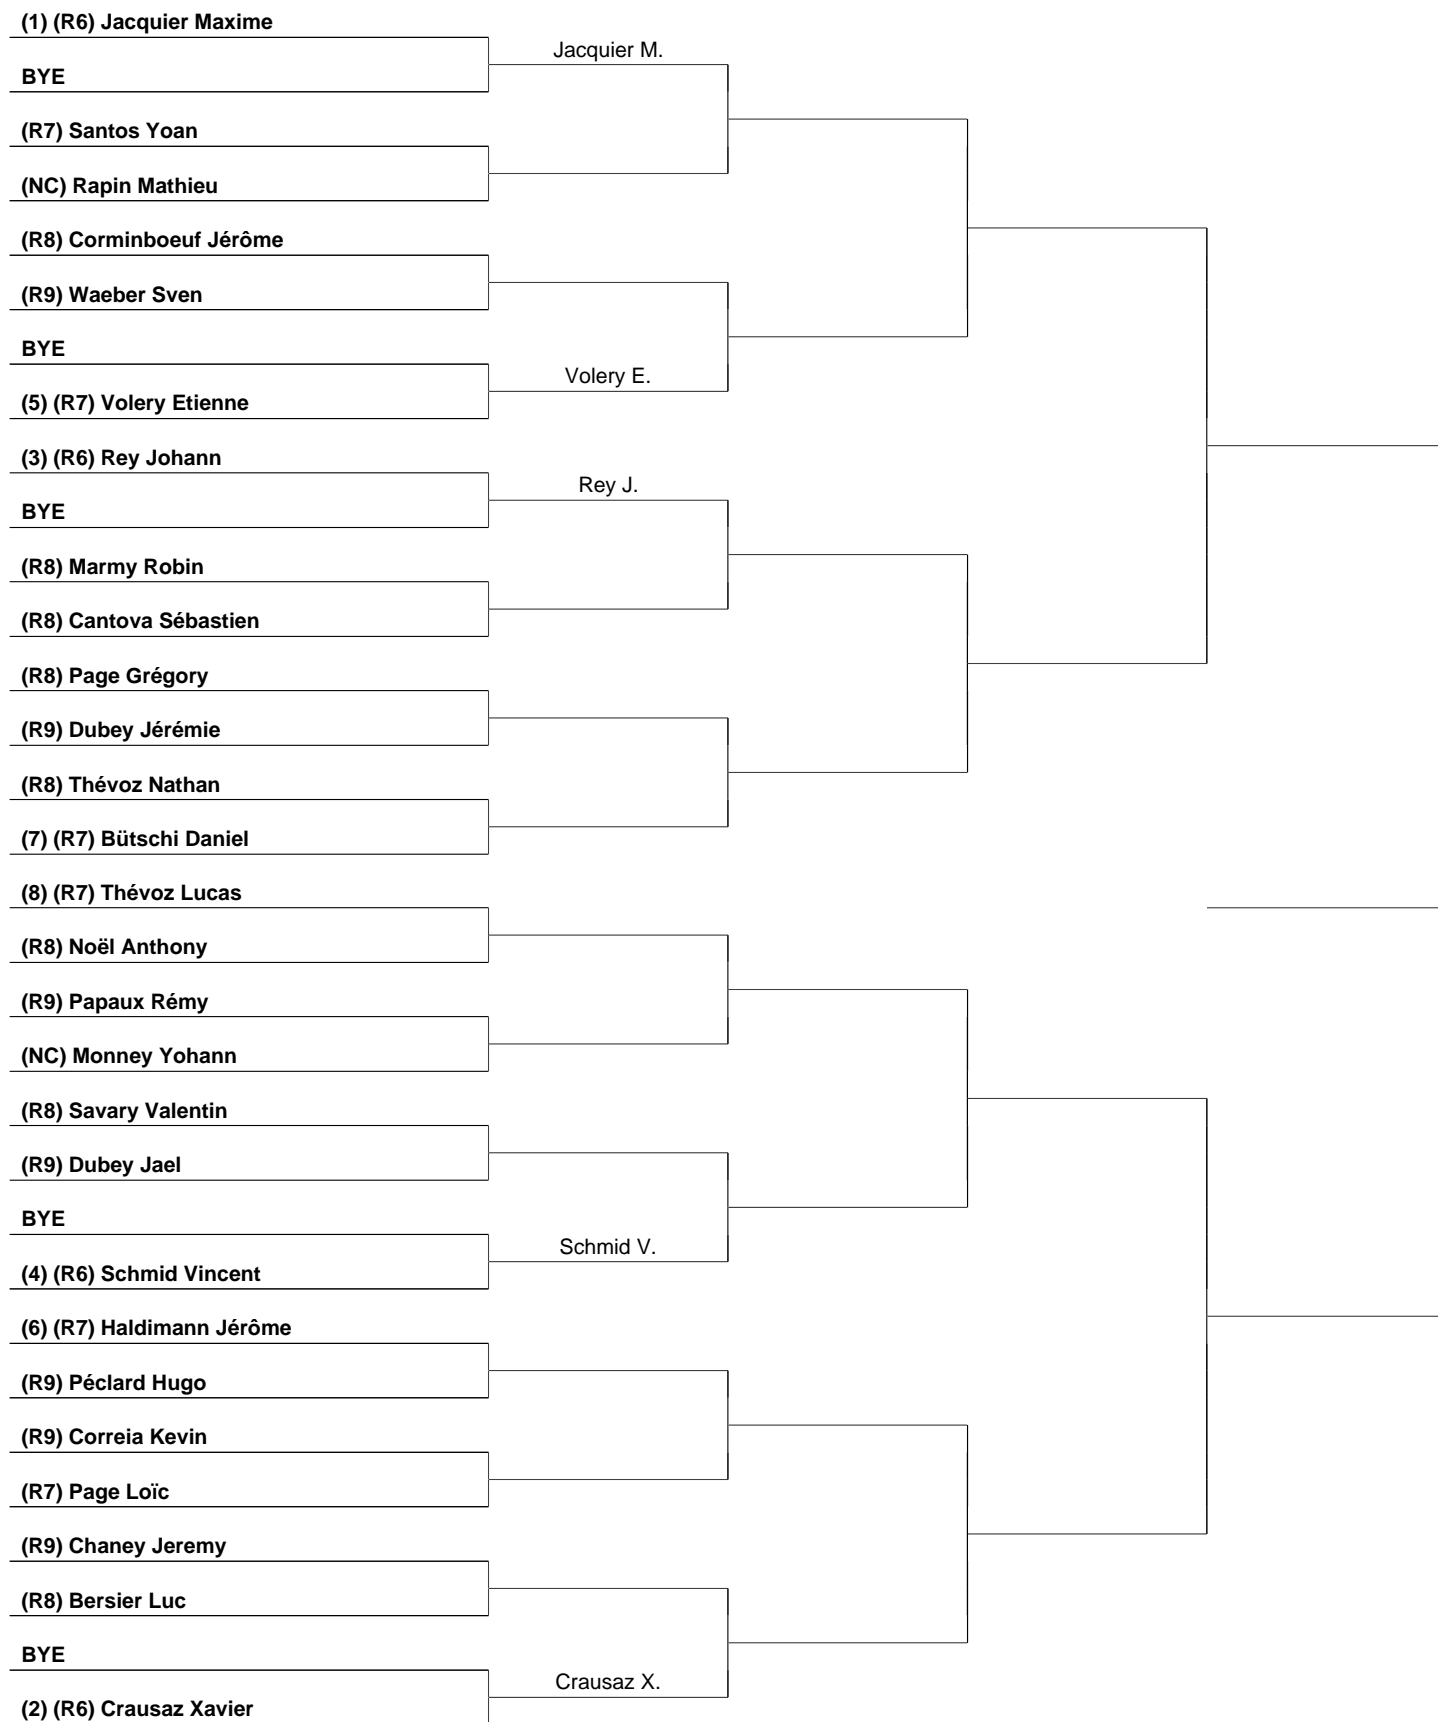 (1) (R6) Jacquier Maxime
Jacquier M.
BYE
(R7) Santos Yoan
(NC) Rapin Mathieu
(R8) Corminboeuf Jérôme
(R9) Waeber Sven
BYE
Volery E.
(5) (R7) Volery Etienne
(3) (R6) Rey Johann
Rey J.
BYE
(R8) Marmy Robin
(R8) Cantova Sébastien
(R8) Page Grégory
(R9) Dubey Jérémie
(R8) Thévoz Nathan
(7) (R7) Bütschi Daniel
(8) (R7) Thévoz Lucas
(R8) Noël Anthony
(R9) Papaux Rémy
(NC) Monney Yohann
(R8) Savary Valentin
(R9) Dubey Jael
BYE
Schmid V.
(4) (R6) Schmid Vincent
(6) (R7) Haldimann Jérôme
(R9) Péclard Hugo
(R9) Correia Kevin
(R7) Page Loïc
(R9) Chaney Jeremy
(R8) Bersier Luc
BYE
Crausaz X.
(2) (R6) Crausaz Xavier